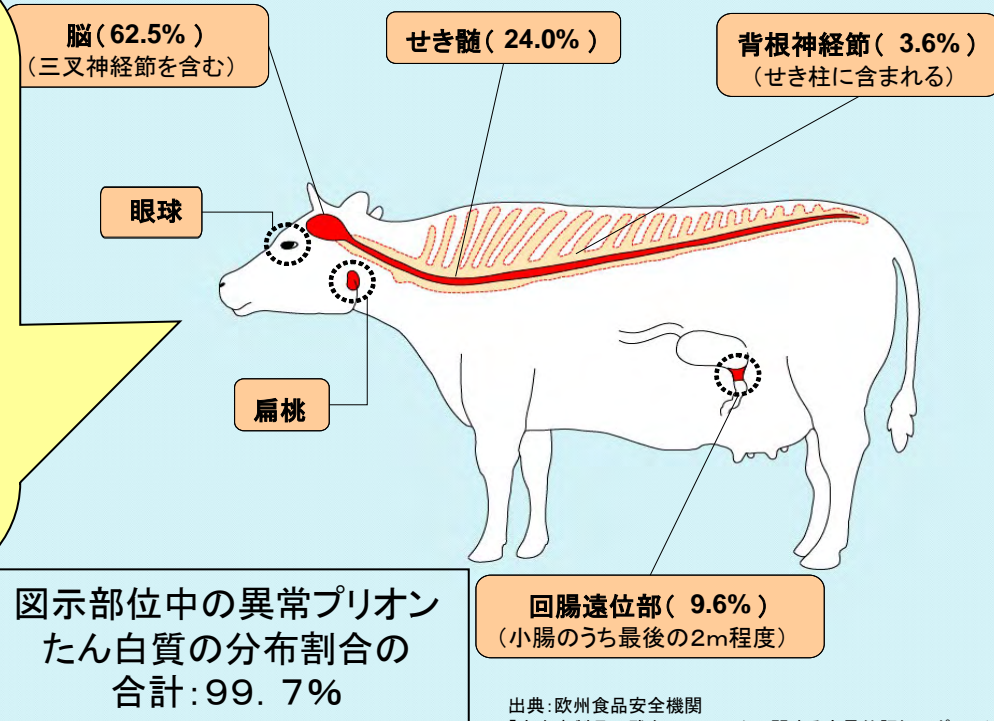 脳(62.5% )
(三叉神経節を含む)
せき髄( 24.0% )
背根神経節( 3.6% )
(せき柱に含まれる)
眼球
扁桃
回腸遠位部( 9.6% )
(小腸のうち最後の2m程度)
図示部位中の異常プリオン
たん白質の分布割合の
合計:99. 7%
出典:欧州食品安全機関